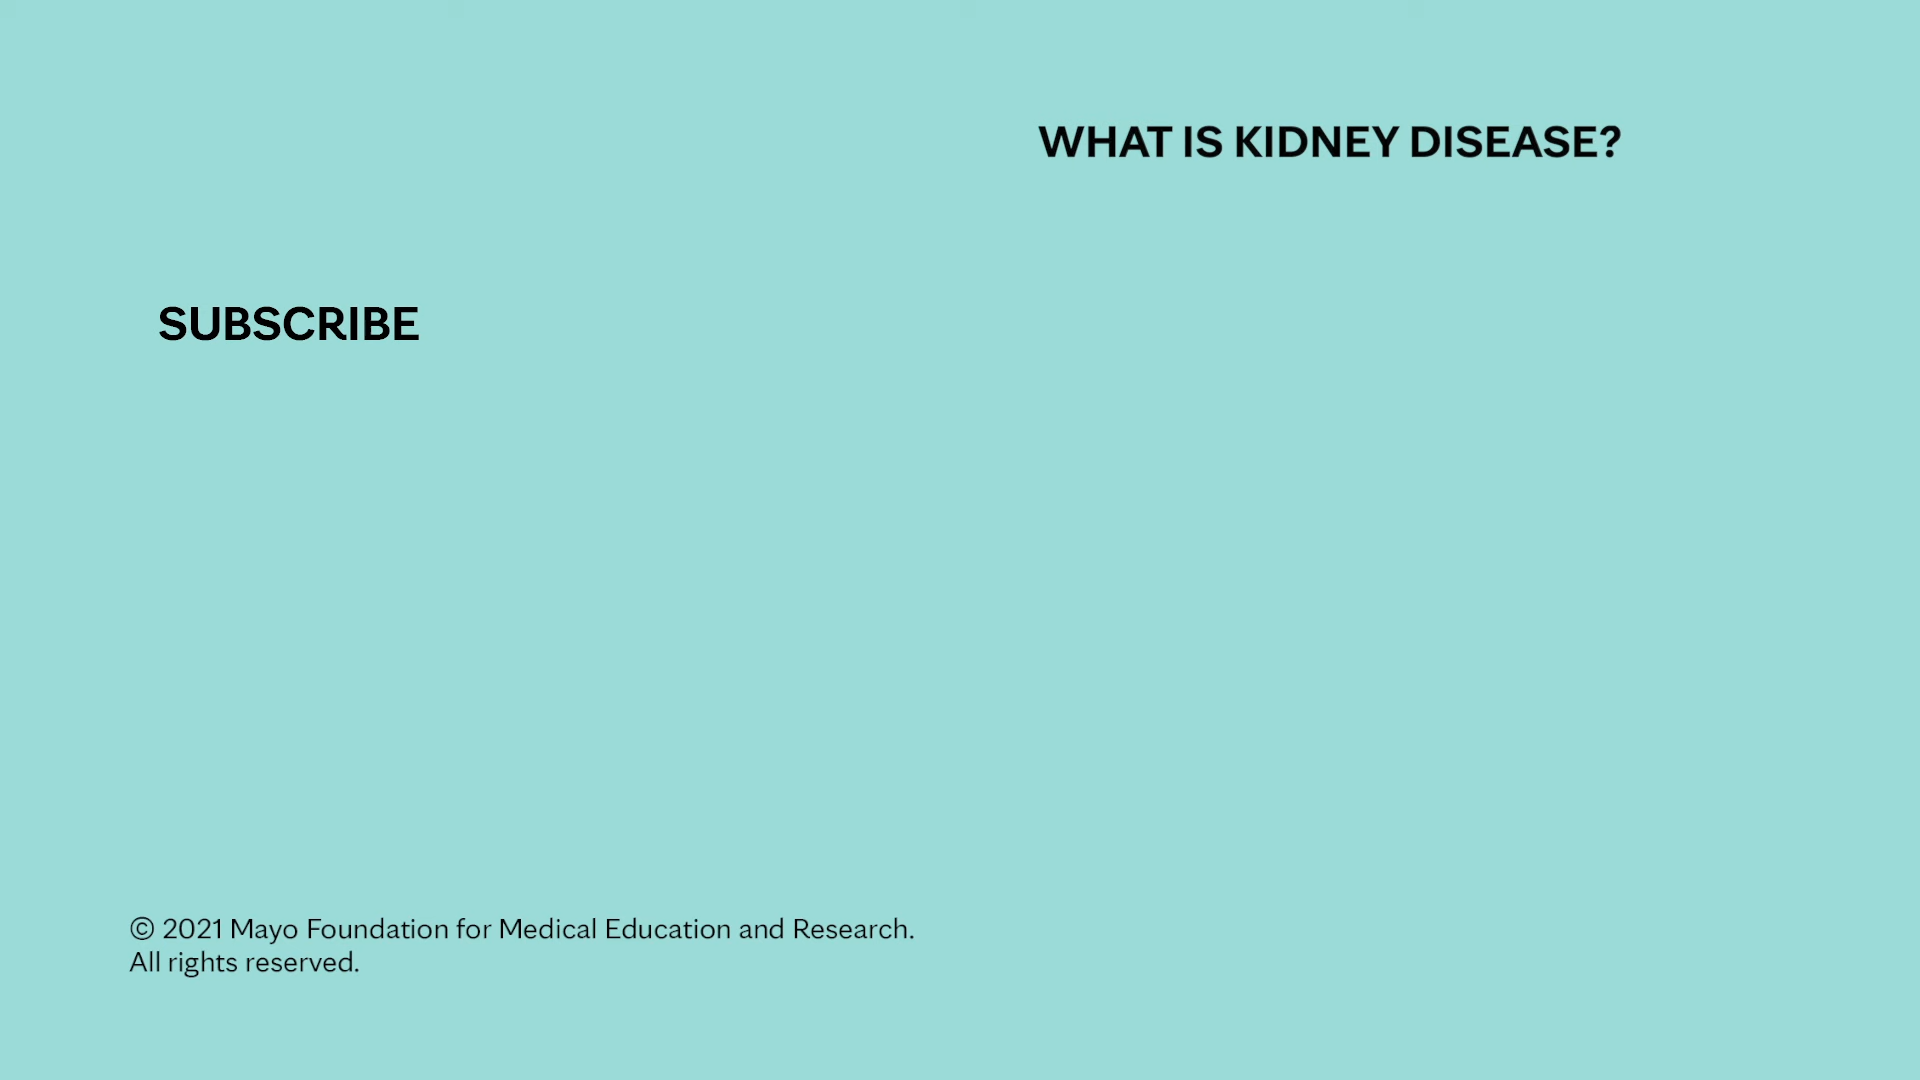 WHAT IS KIDNEY DISEASE?
SUBSCRIBE
© 2021 Mayo Foundation for Medical Education and Research.
All rights reserved.